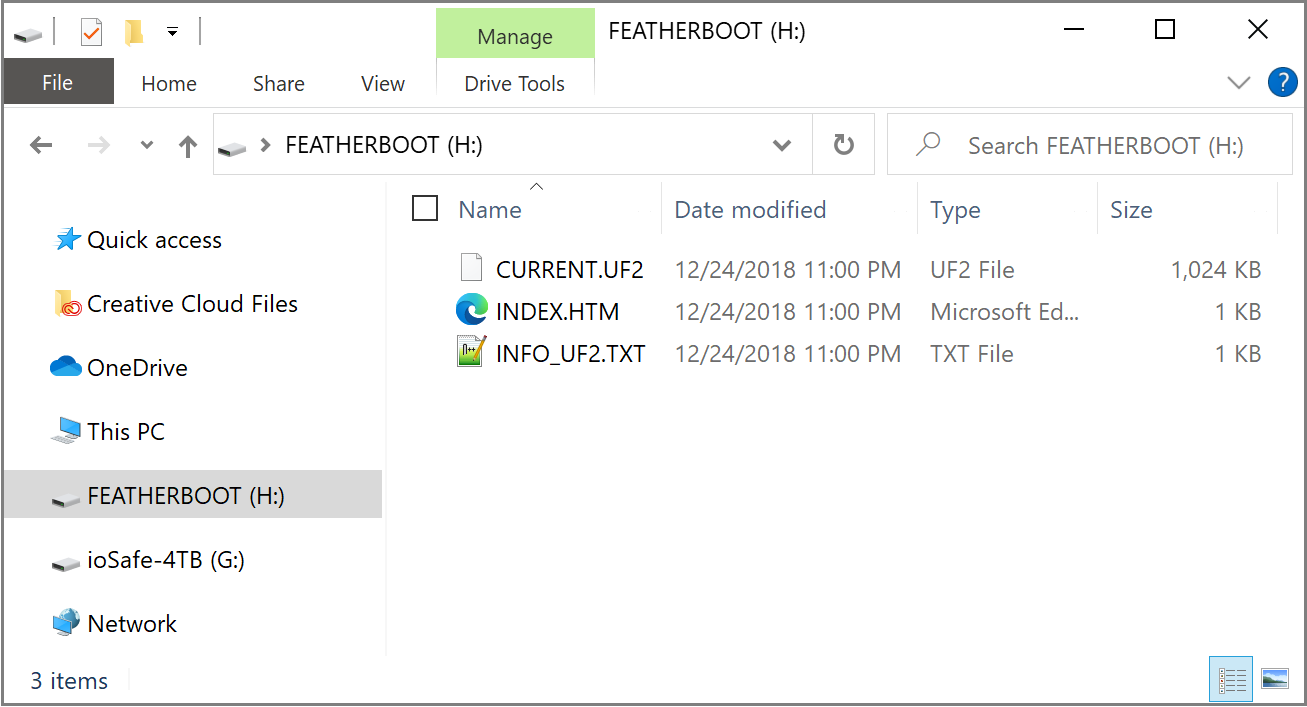 Manage FEATHERBOOT (H:)
File Home Share View Drive Tools ?
FEATHERBOOT (H:) Search FEATHERBOOT (H:)
Name Date modified Type Size
Quick access
CURRENT.UF2 12/24/2018 11:00 PM UF2 File 1,024 KB
Creative Cloud Files
INDEX.HTM 12/24/2018 11:00 PM Microsoft Ed... 1 KB
INFO_UF2.TXT 12/24/2018 11:00 PM TXT File 1 KB
OneDrive
This PC
FEATHERBOOT (H:)
ioSafe-4TB (G:)
Network
3 items